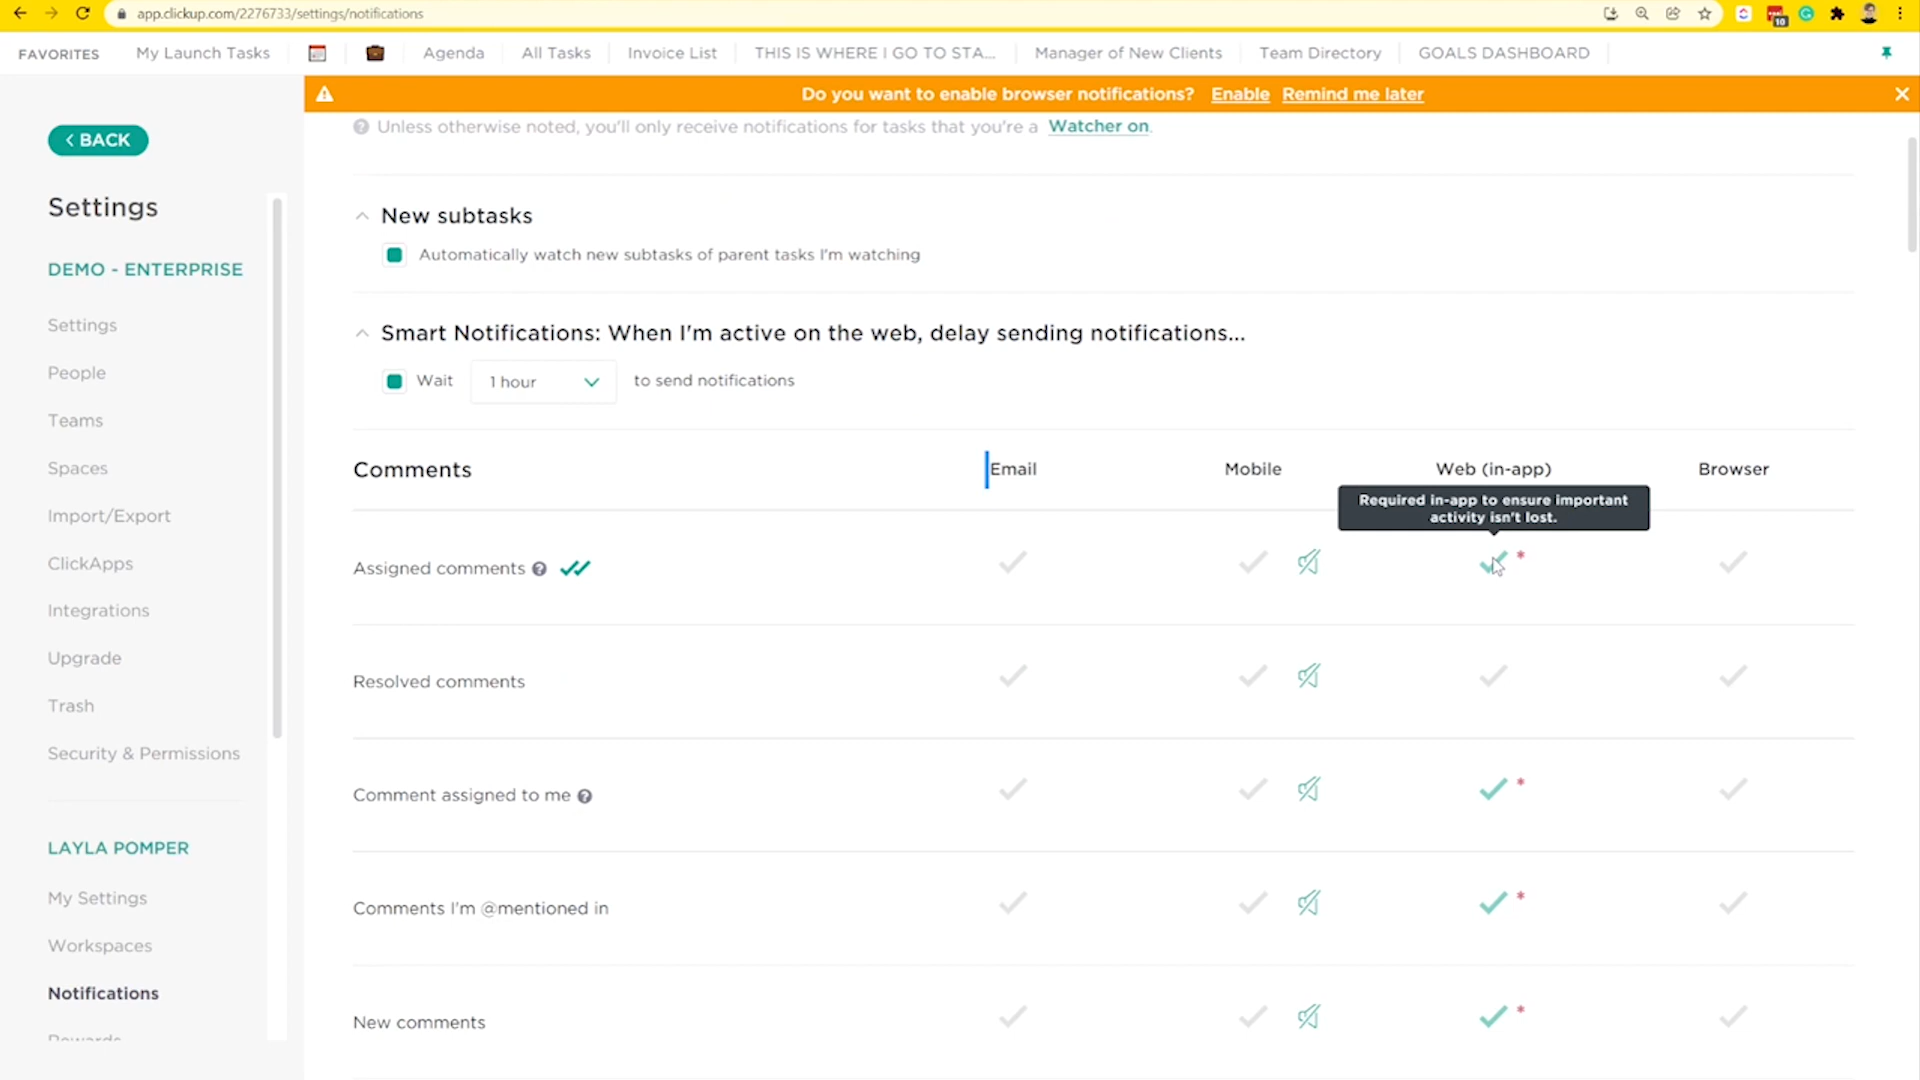 app.clickup.com/2276733/settings/notifications
10
FAVORITES
My Launch Tasks
Agenda
All Tasks
Invoice List
THIS IS WHERE I GO TO STA...
Manager of New Clients
Team Directory
GOALS DASHBOARD
Do you want to enable browser notifications? Enable Remind me later
BACK
Settings
DEMO - ENTERPRISE
Settings
People
Teams
Spaces
Import/Export
ClickApps
Integrations
Upgrade
Trash
Security & Permissions
LAYLA POMPER
My Settings
Workspaces
Notifications
Rewards
Unless otherwise noted, you'll only receive notifications for tasks that you're a Watcher on.
New subtasks
Automatically watch new subtasks of parent tasks I'm watching
Smart Notifications: When I'm active on the web, delay sending notifications...
Wait 1 hour to send notifications
Comments Email Mobile Web (in-app) Browser
Required in-app to ensure important
activity isn't lost.
Assigned comments *
Resolved comments
Comment assigned to me *
Comments I'm @mentioned in *
New comments *